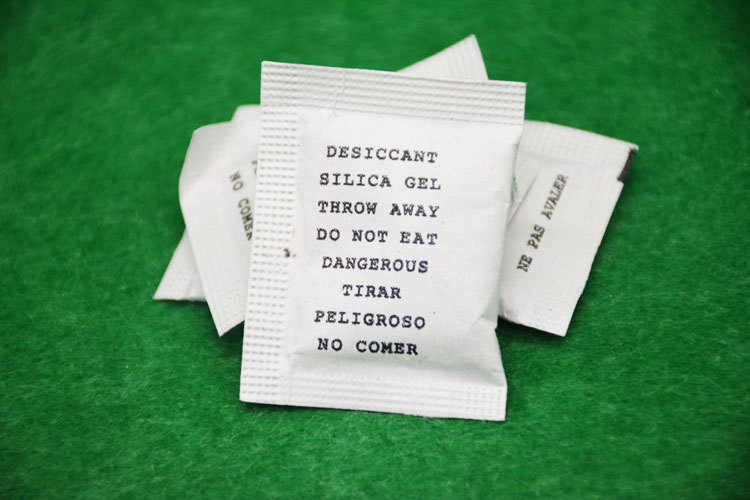 DESICCANT
SILICA GEL
THROW AWAY
DO NOT EAT
DANGEROUS
TIRAR
PELIGROSO
NO COMER
NO COMER
NE PAS AVALER